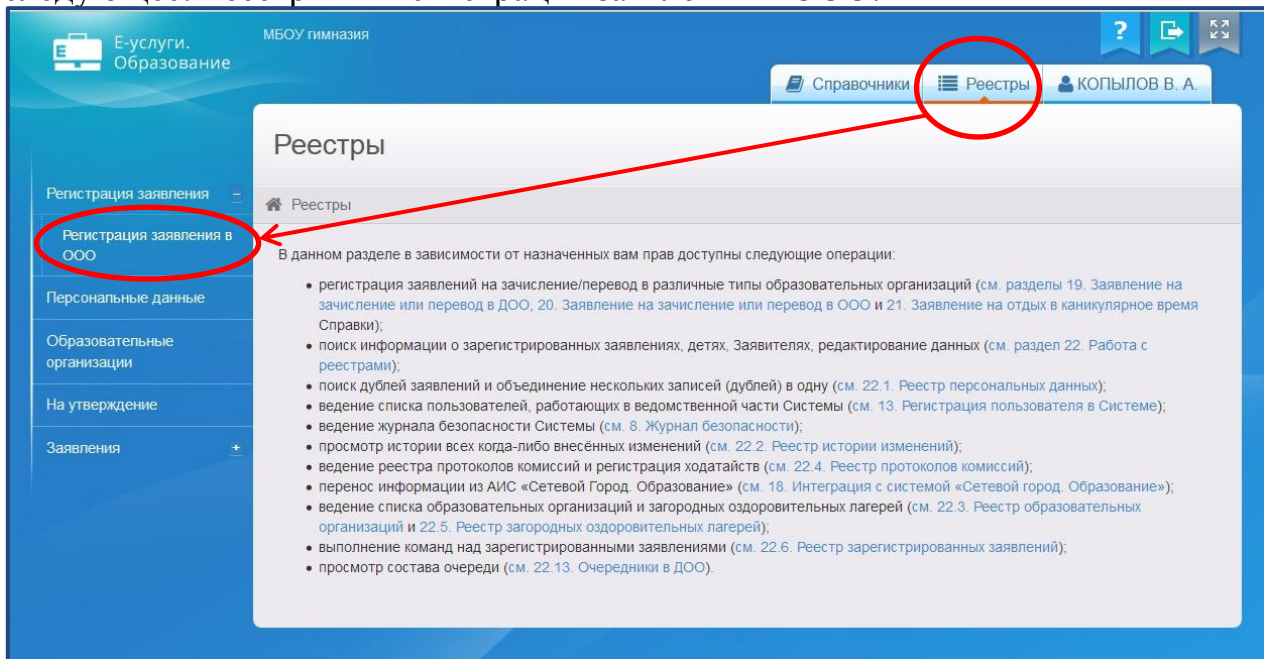 Е-услуги.
Образование
МБОУ гимназия
?
Справочники
Реестры
КОПЫЛОВ В. А.
Реестры
Регистрация заявления
Реестры
Регистрация заявления в
ООО
Персональные данные
Образовательные
организации
На утверждение
Заявления
В данном разделе в зависимости от назначенных вам прав доступны следующие операции:
• регистрация заявлений на зачисление/перевод в различные типы образовательных организаций (см. разделы 19. Заявление на
зачисление или перевод в ДОО, 20. Заявление на зачисление или перевод в ООО и 21. Заявление на отдых в каникулярное время
Справки);
• поиск информации о зарегистрированных заявлениях, детях, Заявителях, редактирование данных (см. раздел 22. Работа с
реестрами);
• поиск дублей заявлений и объединение нескольких записей (дублей) в одну (см. 22.1. Реестр персональных данных);
• ведение списка пользователей, работающих в ведомственной части Системы (см. 13. Регистрация пользователя в Системе);
• ведение журнала безопасности Системы (см. 8. Журнал безопасности);
• просмотр истории всех когда-либо внесённых изменений (см. 22.2. Реестр истории изменений);
• ведение реестра протоколов комиссий и регистрация ходатайств (см. 22.4. Реестр протоколов комиссий);
• перенос информации из АИС «Сетевой Город. Образование» (см. 18. Интеграция с системой «Сетевой город. Образование»);
• ведение списка образовательных организаций и загородных оздоровительных лагерей (см. 22.3. Реестр образовательных
организаций и 22.5. Реестр загородных оздоровительных лагерей);
• выполнение команд над зарегистрированными заявлениями (см. 22.6. Реестр зарегистрированных заявлений);
• просмотр состава очереди (см. 22.13. Очередники в ДОО).